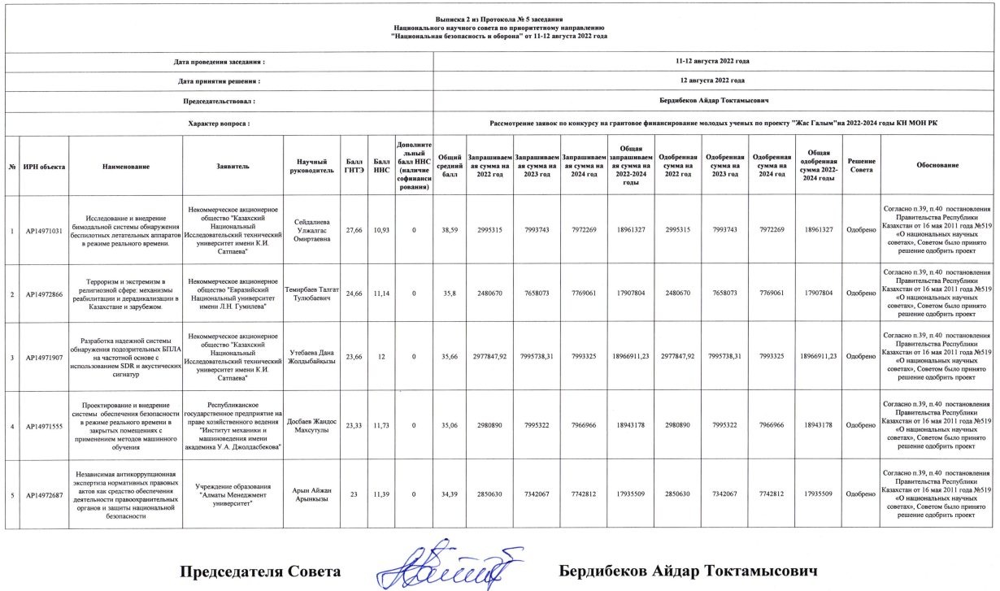 Выписка 2 из Протокола № 5 заседания
Национального научного совета по приоритетному направлению
"Национальная безопасность и оборона" от 11-12 августа 2022 года
Дата проведения заседания : 11-12 августа 2022 года
Дата принятия решения : 12 августа 2022 года
Председательствовал : Бердибеков Айдар Токтамысович
Характер вопроса : Рассмотрение заявок по конкурсу на грантовое финансирование молодых ученых по проекту "Жас Галым"на 2022-2024 годы КН МОН РК
№
ИРН объекта
Наименование
Заявитель
Научный
руководитель
Балл
ГНТЭ
Балл
ННС
Дополните
льный
балл ННС
(наличие
софинанси
рования)
Общий
средний
балл
Запрашиваем
ая сумма на
2022 год
Запрашиваем
ая сумма на
2023 год
Запрашиваем
ая сумма на
2024 год
Общая
запрашиваем
ая сумма на
2022-2024
годы
Одобренная
сумма на
2022 год
Одобренная
сумма на
2023 год
Одобренная
сумма на
2024 год
Общая
одобренная
сумма 2022-
2024 годы
Решение
Совета
Обоснование
1
AP14971031
Исследование и внедрение
бимодальной системы обнаружения
беспилотных летательных аппаратов
в режиме реального времени.
Некоммерческое акционерное
общество "Казахский
Национальный
Исследовательский технический
университет имени К.И.
Сатпаева"
Сейдалиева
Улжалгас
Омиртаевна
27,66
10,93
0
38,59
2995315
7993743
7972269
18961327
2995315
7993743
7972269
18961327
Одобрено
Согласно п.39, п.40 постановления
Правительства Республики
Казахстан от 16 мая 2011 года №519
«О национальных научных
советах», Советом было принято
решение одобрить проект
2
AP14972866
Терроризм и экстремизм в
религиозной сфере: механизмы
реабилитации и дерадикализации в
Казахстане и зарубежом.
Некоммерческое акционерное
общество "Евразийский
Национальный университет
имени Л.Н. Гумилева"
Темирбаев Талгат
Тулюбаевич
24,66
11,14
0
35,8
2480670
7658073
7769061
17907804
2480670
7658073
7769061
17907804
Одобрено
Согласно п.39, п.40 постановления
Правительства Республики
Казахстан от 16 мая 2011 года №519
«О национальных научных
советах», Советом было принято
решение одобрить проект
3
AP14971907
Разработка надежной системы
обнаружения подозрительных БПЛА
на частотной основе с
использованием SDR и акустических
сигнатур
Некоммерческое акционерное
общество "Казахский
Национальный
Исследовательский технический
университет имени К.И.
Сатпаева"
Утебаева Дана
Жолдыбайкызы
23,66
12
0
35,66
2977847,92
7995738,31
7993325
18966911,23
2977847,92
7995738,31
7993325
18966911,23
Одобрено
Согласно п.39, п.40 постановления
Правительства Республики
Казахстан от 16 мая 2011 года №519
«О национальных научных
советах», Советом было принято
решение одобрить проект
4
AP14971555
Проектирование и внедрение
системы обеспечения безопасности
в режиме реального времени в
закрытых помещениях с
применением методов машинного
обучения
Республиканское
государственное предприятие на
праве хозяйственного ведения
"Институт механики и
машиноведения имени
академика У.А. Джолдасбекова"
Досбаев Жандос
Махсутулы
23,33
11,73
0
35,06
2980890
7995322
7966966
18943178
2980890
7995322
7966966
18943178
Одобрено
Согласно п.39, п.40 постановления
Правительства Республики
Казахстан от 16 мая 2011 года №519
«О национальных научных
советах», Советом было принято
решение одобрить проект
5
AP14972687
Независимая антикоррупционная
экспертиза нормативных правовых
актов как средство обеспечения
деятельности правоохранительных
органов и защиты национальной
безопасности
Учреждение образования
"Алматы Менеджмент
университет"
Арын Айжан
Арынкызы
23
11,39
0
34,39
2850630
7342067
7742812
17935509
2850630
7342067
7742812
17935509
Одобрено
Согласно п.39, п.40 постановления
Правительства Республики
Казахстан от 16 мая 2011 года №519
«О национальных научных
советах», Советом было принято
решение одобрить проект
Председателя Совета Бердибеков Айдар Токтамысович